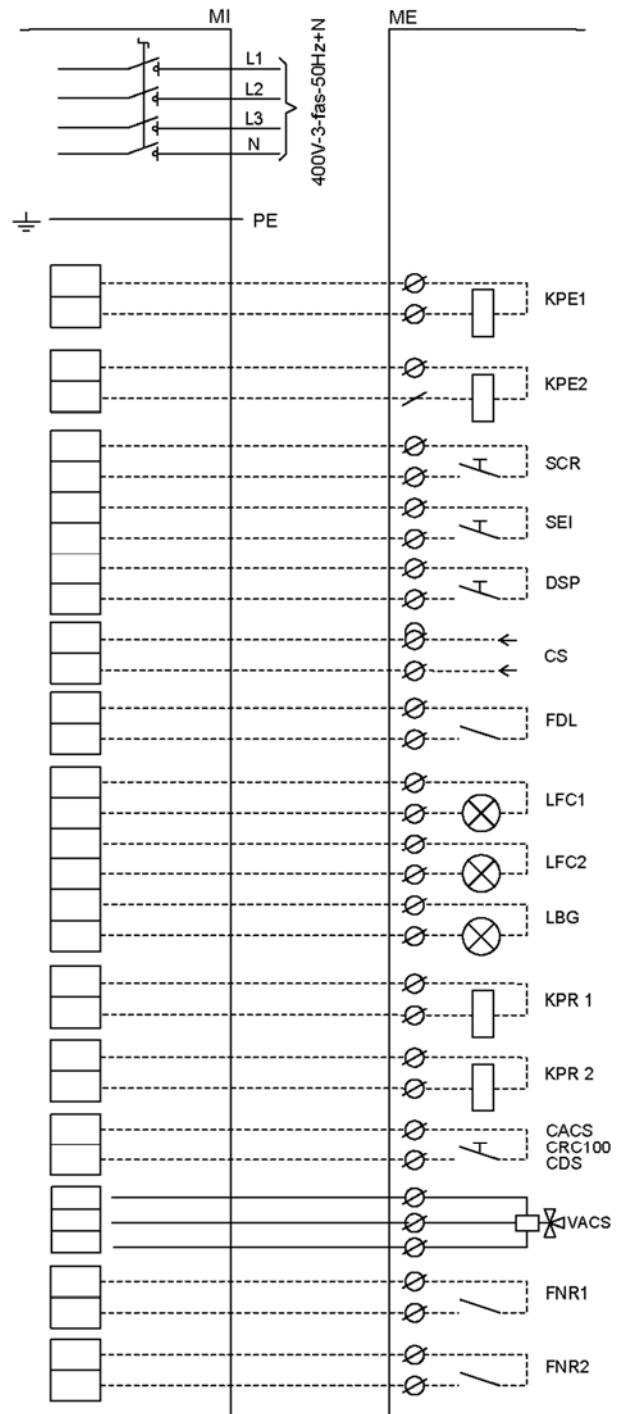 MI
ME
L1
L2
L3
N
400V-3-fas-50Hz+N
PE
KPE1
KPE2
SCR
SEI
DSP
CS
FDL
LFC1
LFC2
LBG
KPR 1
KPR 2
CACS
CRC100
CDS
VACS
FNR1
FNR2